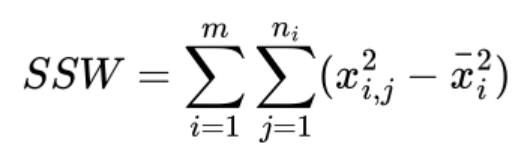 SSW = \sum_{i=1}^{m} \sum_{j=1}^{n_i} (x_{i,j}^2 - \bar{x}_i^2)